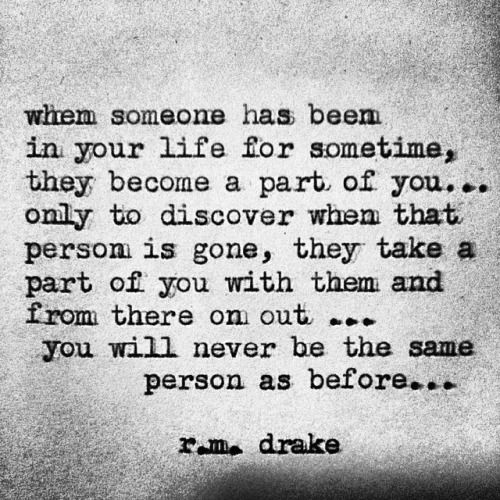 when someone has been
in your life for sometime,
they become a part of you...
only to discover when that
person is gone, they take a
part of you with them and
from there on out ...
you will never be the same
person as before...
r.m. drake